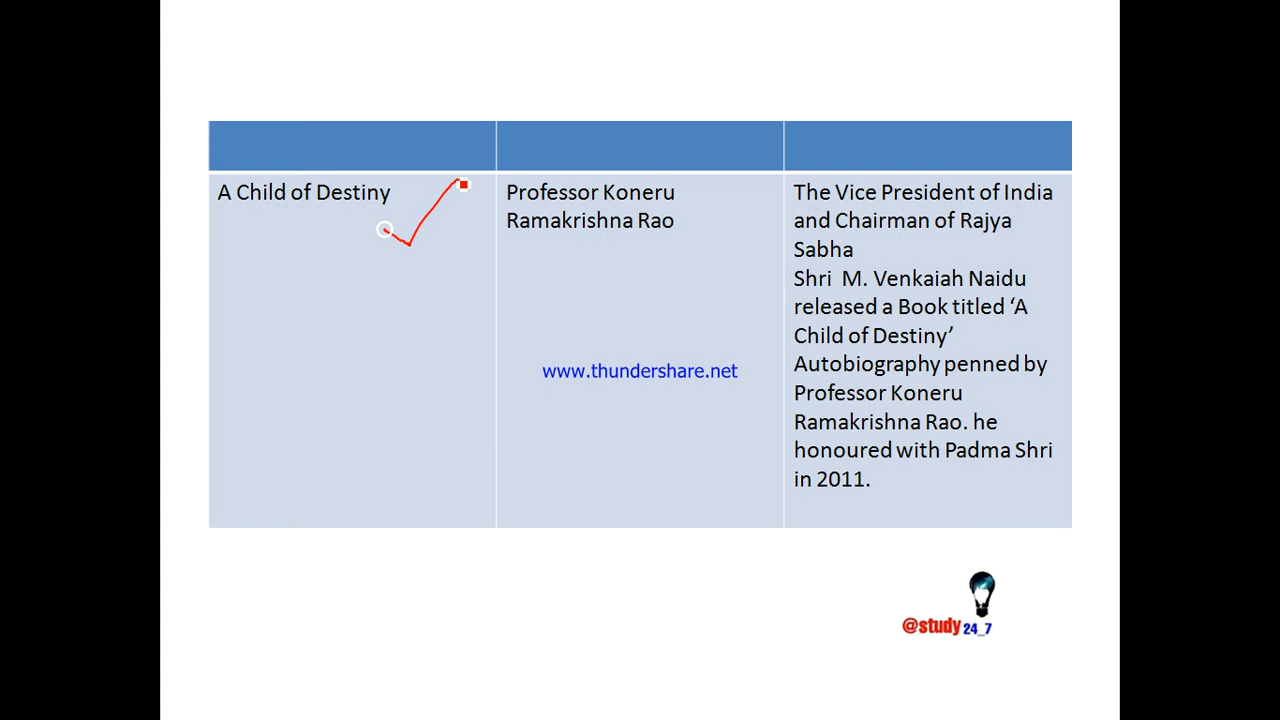 A Child of Destiny
Professor Koneru
Ramakrishna Rao
The Vice President of India
and Chairman of Rajya
Sabha
Shri  M. Venkaiah Naidu
released a Book titled ‘A
Child of Destiny’
Autobiography penned by
Professor Koneru
Ramakrishna Rao. he
honoured with Padma Shri
in 2011.
www.thundershare.net
@study 24_7